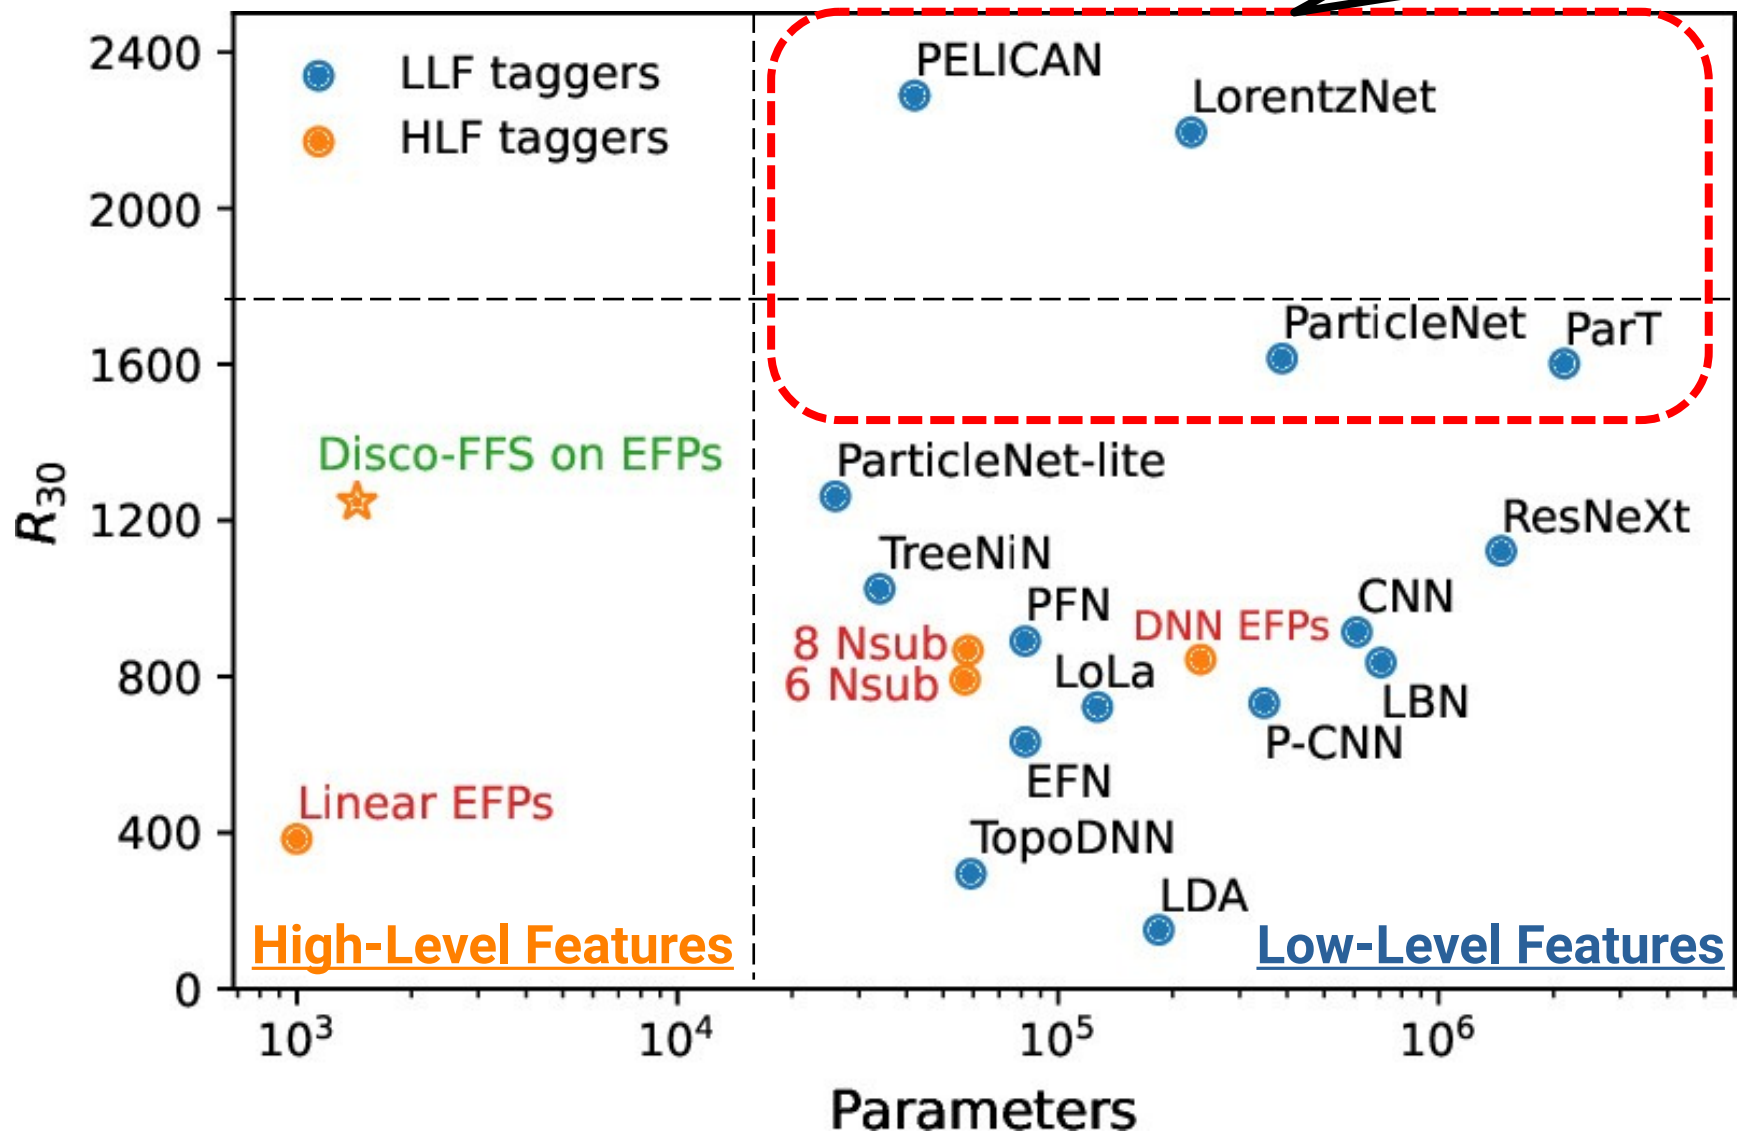 2400
2000
1600
1200
800
400
0
R30
LLF taggers
HLF taggers
PELICAN
LorentzNet
ParticleNet
ParT
Disco-FFS on EFPs
ParticleNet-lite
ResNeXt
TreeNiN
PFN
CNN
DNN EFPs
8 Nsub
6 Nsub
LoLa
LBN
P-CNN
EFN
Linear EFPs
TopoDNN
LDA
High-Level Features
Low-Level Features
10³
10⁴
10⁵
10⁶
Parameters